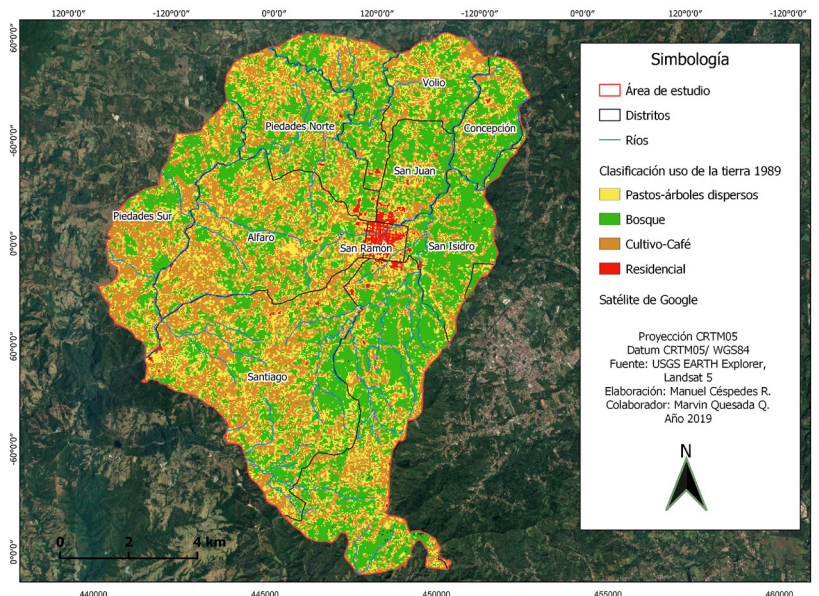 120°0'0"
-120°0'0"
0°0'0"
120°0'0"
-120°0'0"
0°0'0"
120°0'0"
-120°0'0"
60°0'0"
-60°0'0"
0°0'0"
60°0'0"
-60°0'0"
0°0'0"
Volio
Piedades Norte
Concepción
San Juan
Piedades Sur
Alfaro
San Ramón
San Isidro
Santiago
0 2 4 km
440000
445000
450000
455000
460000
Simbología
Área de estudio
Distritos
Ríos
Clasificación uso de la tierra 1989
Pastos-árboles dispersos
Bosque
Cultivo-Café
Residencial
Satélite de Google
Proyección CRTM05
Datum CRTM05/ WGS84
Fuente: USGS EARTH Explorer,
Landsat 5
Elaboración: Manuel Céspedes R.
Colaborador: Marvin Quesada Q.
Año 2019
N